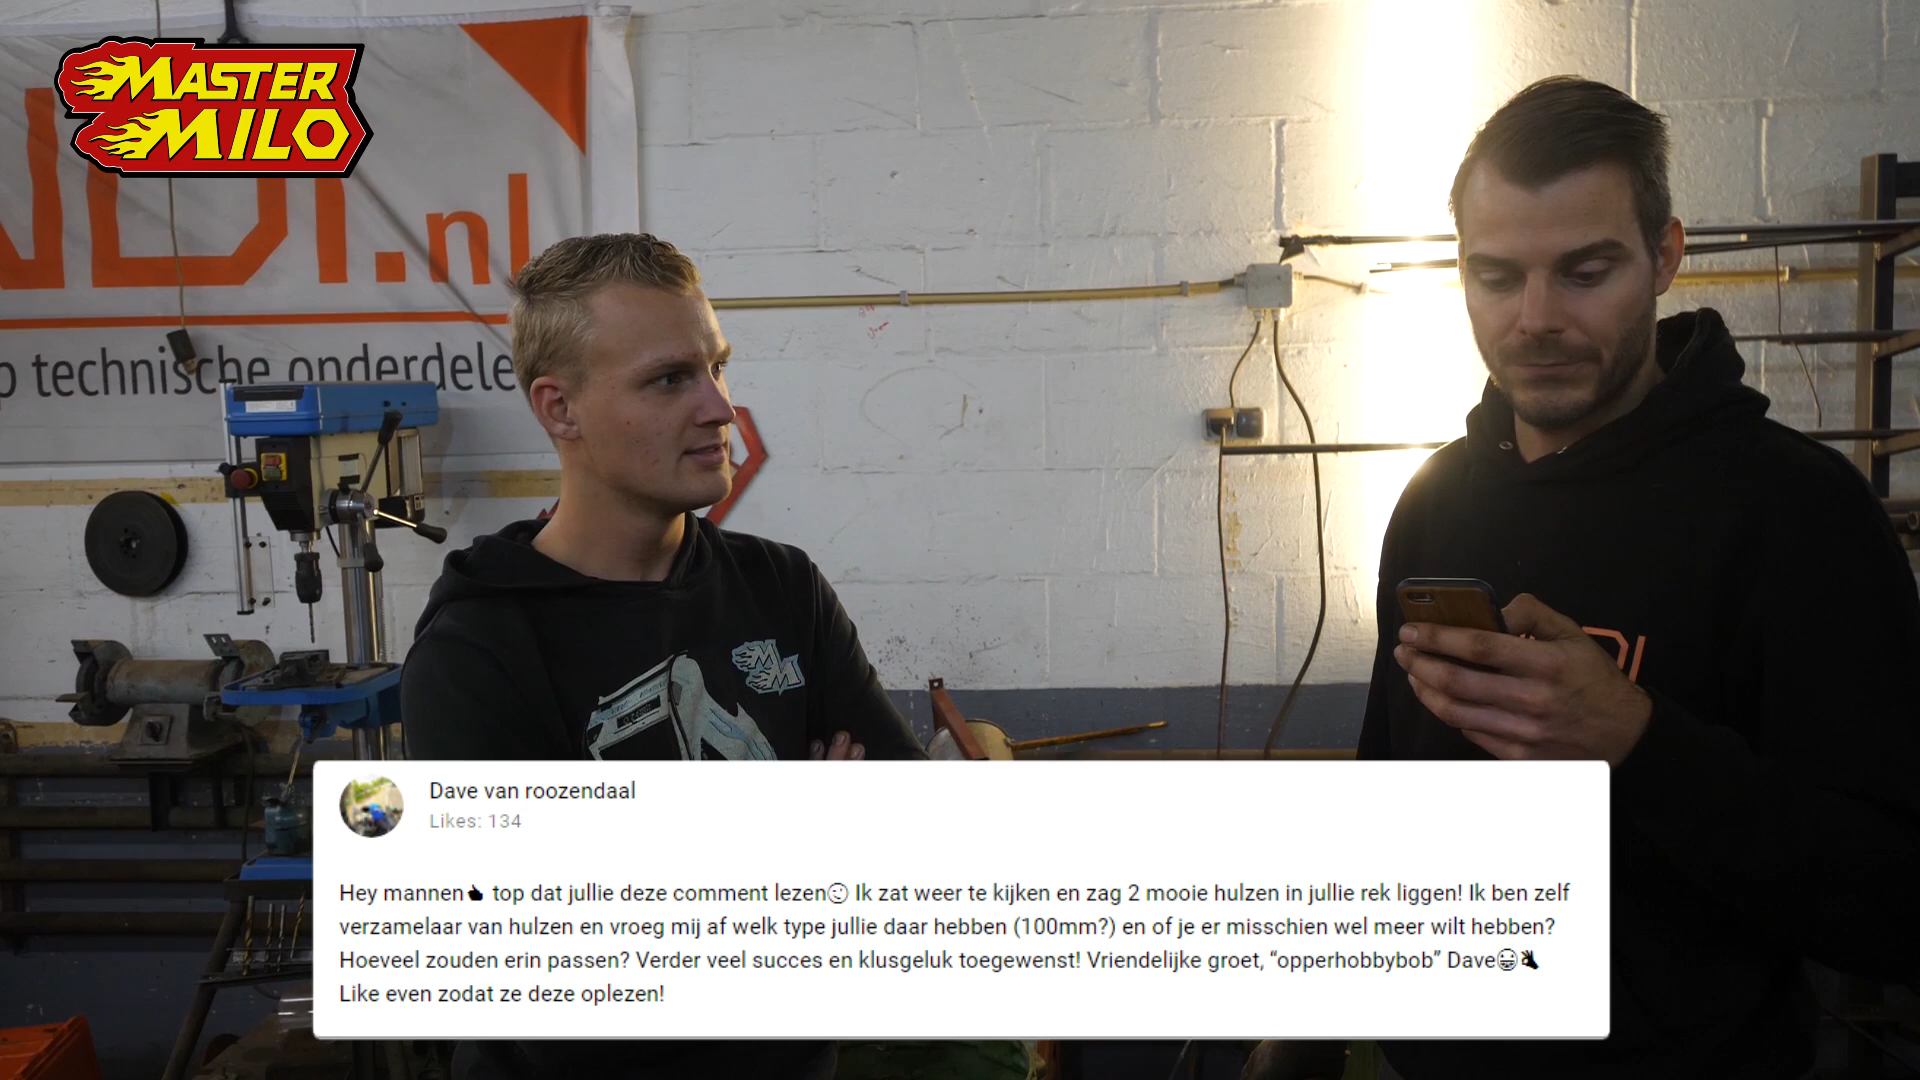 MASTER
MILO
NDI.nl
p technische onderdele
Dave van roozendaal
Likes: 134
Hey mannen👆 top dat jullie deze comment lezen😉 Ik zat weer te kijken en zag 2 mooie hulzen in jullie rek liggen! Ik ben zelf
verzamelaar van hulzen en vroeg mij af welk type jullie daar hebben (100mm?) en of je er misschien wel meer wilt hebben?
Hoeveel zouden erin passen? Verder veel succes en klusgeluk toegewenst! Vriendelijke groet, “opperhobbybob” Dave😀👌
Like even zodat ze deze oplezen!